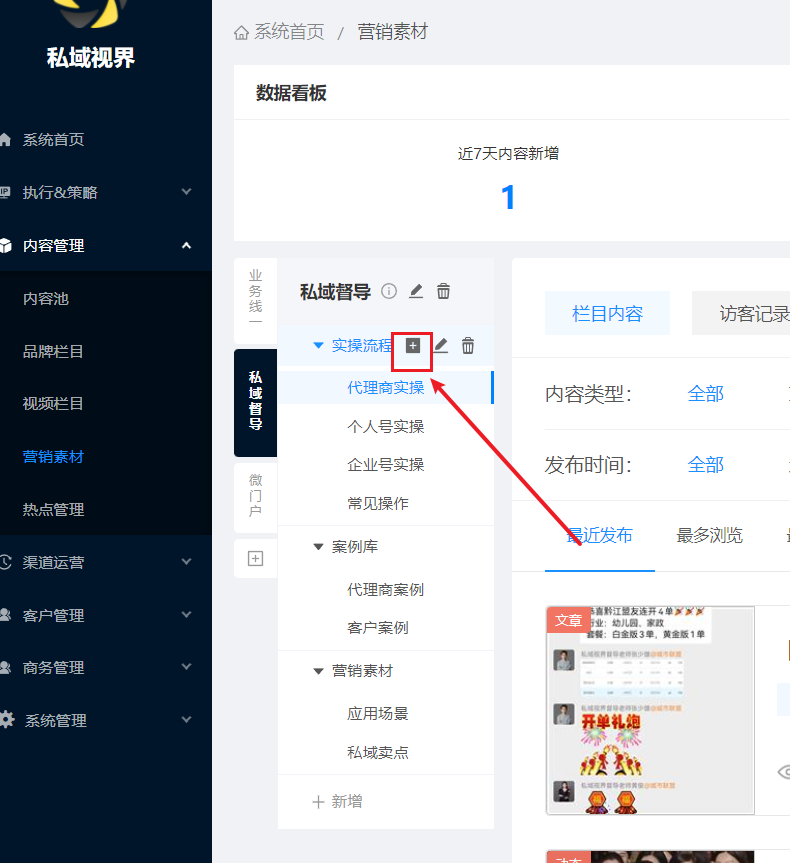 私域视界
系统首页
执行&策略
内容管理
内容池
品牌栏目
视频栏目
营销素材
热点管理
渠道运营
客户管理
商务管理
系统管理
系统首页 / 营销素材
数据看板
近7天内容新增
1
业务线一
私域督导
微门户
私域督导
实操流程
代理商实操
个人号实操
企业号实操
常见操作
案例库
代理商案例
客户案例
营销素材
应用场景
私域卖点
新增
栏目内容 访客记录
内容类型: 全部
发布时间: 全部
最近发布 最多浏览
文章
喜黔江盟友连开4单
行业: 幼儿园、家政
套餐: 白金版3单, 黄金版1单
开单礼炮
动态